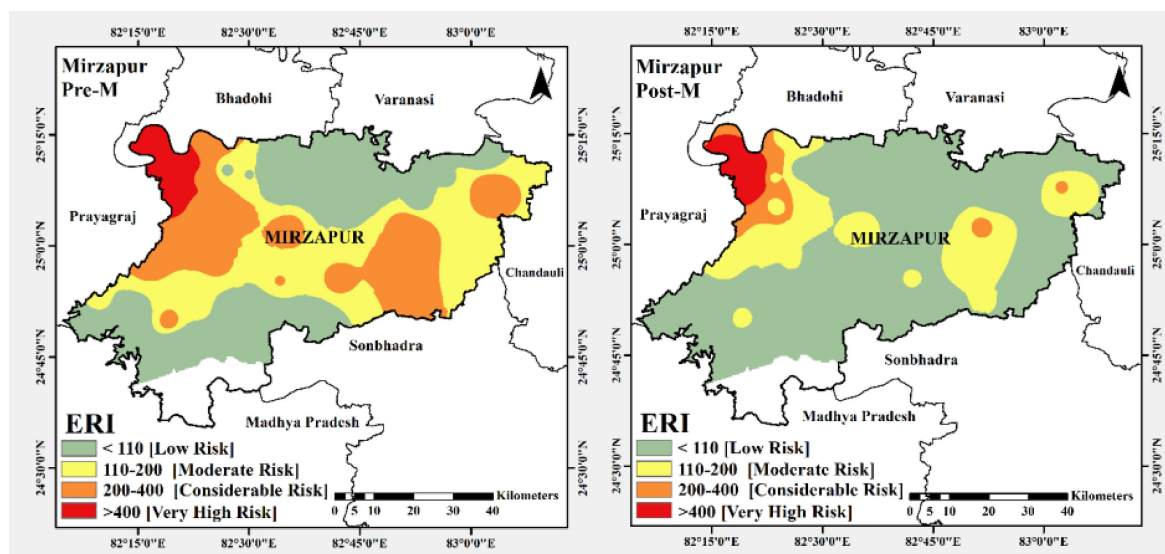 82°15'0"E 82°30'0"E 82°45'0"E 83°0'0"E
Mirzapur
Pre-M
N
Bhadohi
Varanasi
25°15'0"N 25°15'0"N
Prayagraj
MIRZAPUR
25°0'0"N 25°0'0"N
Chandauli
Sonbhadra
24°45'0"N 24°45'0"N
Madhya Pradesh
ERI
< 110 [Low Risk]
110-200 [Moderate Risk]
24°30'0"N 24°30'0"N
200-400 [Considerable Risk]
>400 [Very High Risk]
Kilometers
0 5 10 20 30 40
82°15'0"E 82°30'0"E 82°45'0"E 83°0'0"E
82°15'0"E 82°30'0"E 82°45'0"E 83°0'0"E
Mirzapur
Post-M
N
Bhadohi
Varanasi
25°15'0"N 25°15'0"N
Prayagraj
MIRZAPUR
25°0'0"N 25°0'0"N
Chandauli
Sonbhadra
24°45'0"N 24°45'0"N
Madhya Pradesh
ERI
< 110 [Low Risk]
110-200 [Moderate Risk]
24°30'0"N 24°30'0"N
200-400 [Considerable Risk]
>400 [Very High Risk]
Kilometers
0 5 10 20 30 40
82°15'0"E 82°30'0"E 82°45'0"E 83°0'0"E